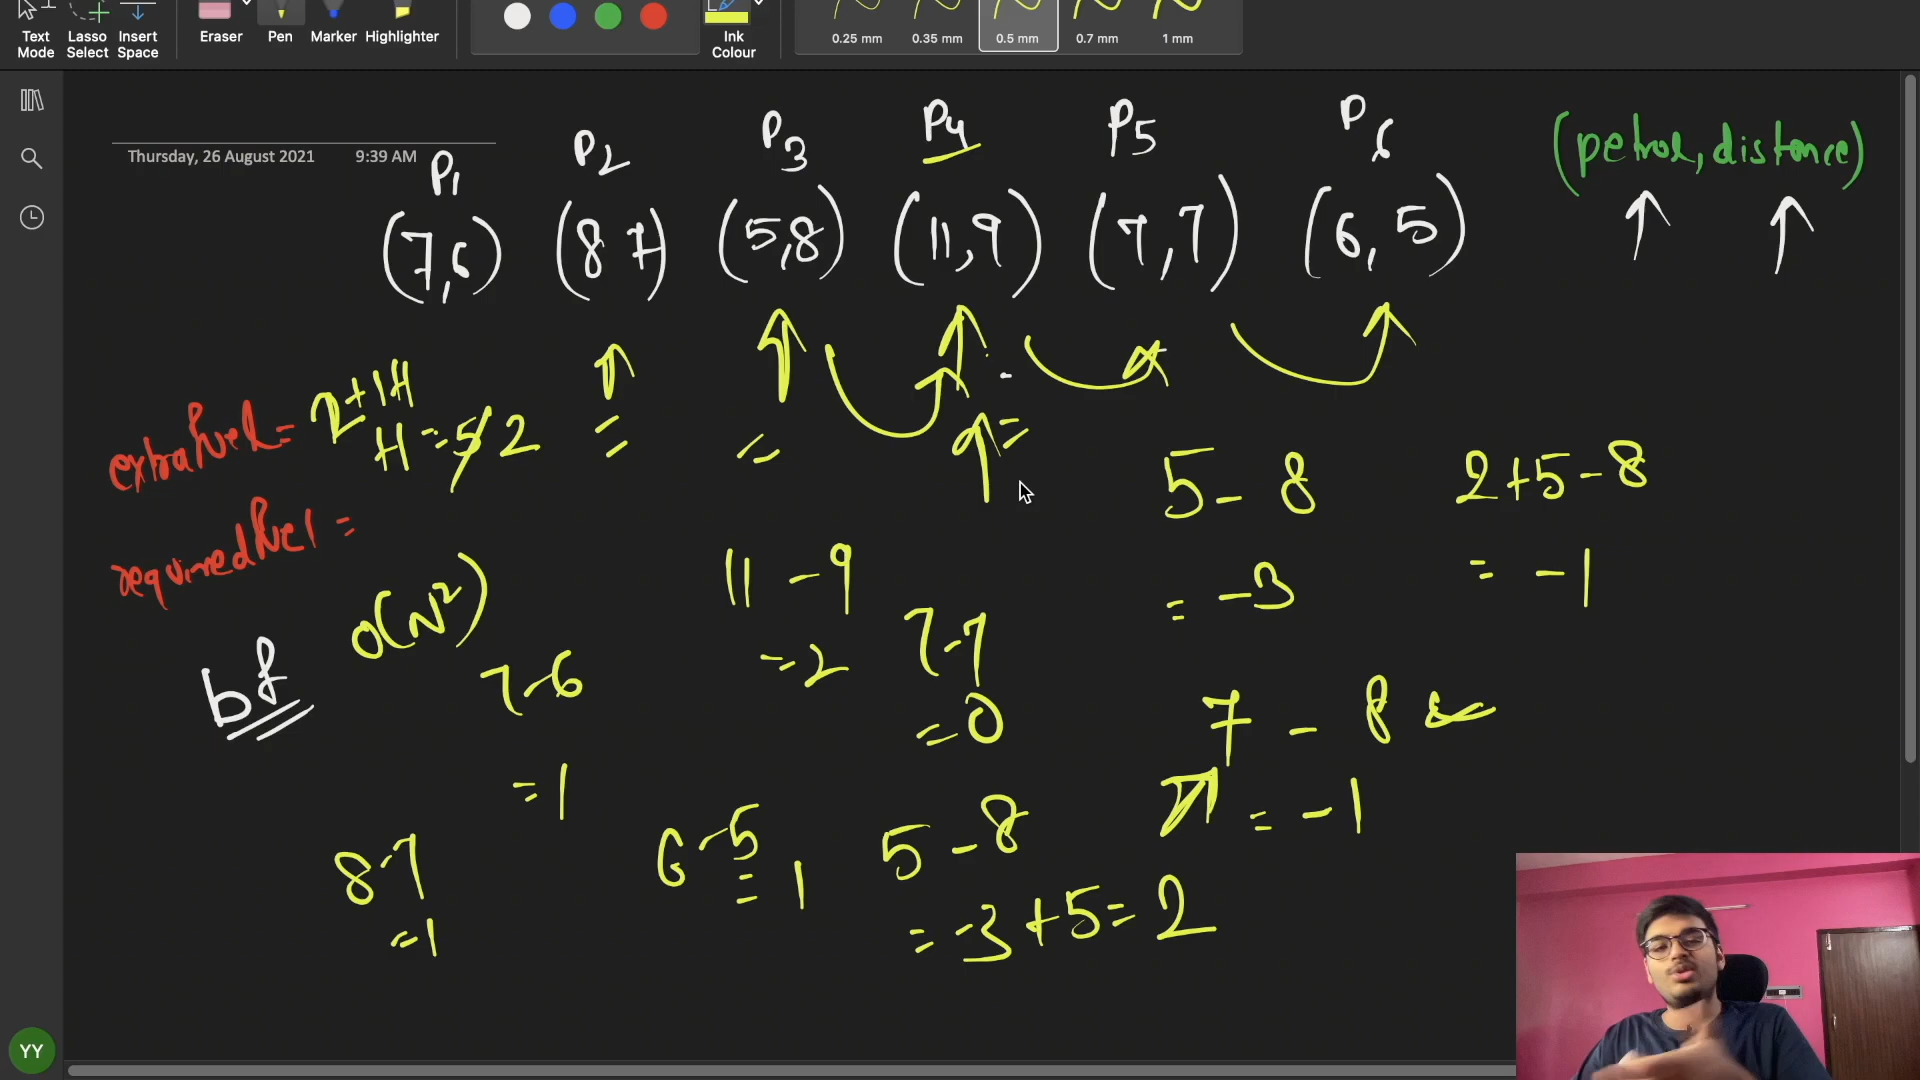 Text Mode
Lasso Select
Insert Space
Eraser
Pen
Marker
Highlighter
Ink Colour
0.25 mm
0.35 mm
0.5 mm
0.7 mm
1 mm
Thursday, 26 August 2021 9:39 AM
P1 P2 P3 P4 P5 P6
(petrol, distance)
(7,6) (8 7) (5,8) (11,9) (7,7) (6,5)
extrafuel = 2+1+1
+1 = 5 2
requiredfuel =
5 - 8
= -3
2+5-8
= -1
bf O(N²)
11 - 9
= 2
7-7
= 0
7-6
= 1
7 - 8
= -1
8-7
= 1
6-5
= 1
5 - 8
= -3+5 = 2
YY